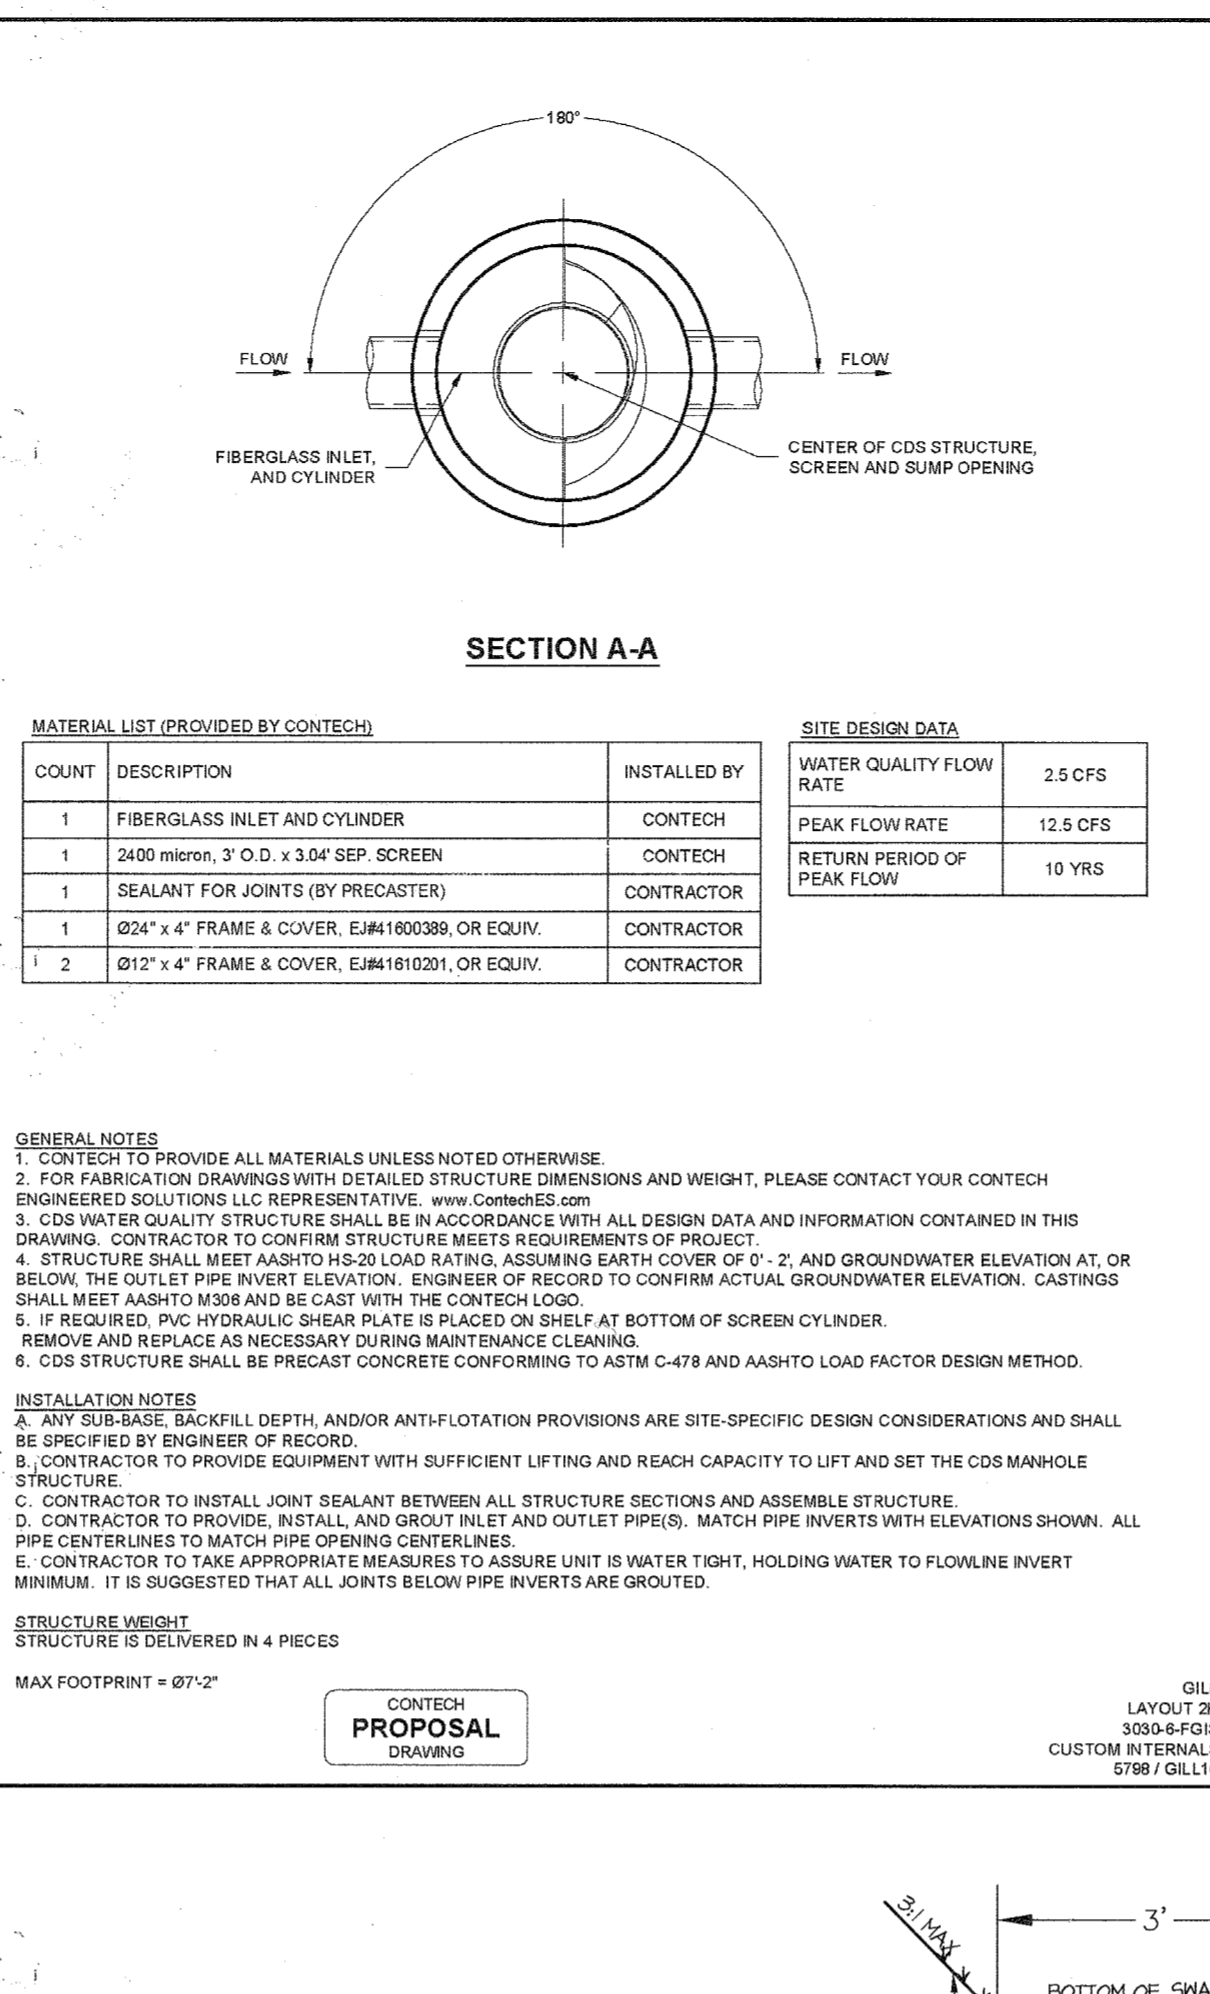 180°
FLOW
FLOW
FIBERGLASS INLET,
AND CYLINDER
CENTER OF CDS STRUCTURE,
SCREEN AND SUMP OPENING
SECTION A-A
MATERIAL LIST (PROVIDED BY CONTECH)
COUNT DESCRIPTION INSTALLED BY
1 FIBERGLASS INLET AND CYLINDER CONTECH
1 2400 micron, 3' O.D. x 3.04' SEP. SCREEN CONTECH
1 SEALANT FOR JOINTS (BY PRECASTER) CONTRACTOR
1 Ø24" x 4" FRAME & COVER, EJ#41600389, OR EQUIV. CONTRACTOR
2 Ø12" x 4" FRAME & COVER, EJ#41610201, OR EQUIV. CONTRACTOR
SITE DESIGN DATA
WATER QUALITY FLOW
RATE
2.5 CFS
PEAK FLOW RATE 12.5 CFS
RETURN PERIOD OF
PEAK FLOW
10 YRS
GENERAL NOTES
1. CONTECH TO PROVIDE ALL MATERIALS UNLESS NOTED OTHERWISE.
2. FOR FABRICATION DRAWINGS WITH DETAILED STRUCTURE DIMENSIONS AND WEIGHT, PLEASE CONTACT YOUR CONTECH
ENGINEERED SOLUTIONS LLC REPRESENTATIVE. www.ContechES.com
3. CDS WATER QUALITY STRUCTURE SHALL BE IN ACCORDANCE WITH ALL DESIGN DATA AND INFORMATION CONTAINED IN THIS
DRAWING. CONTRACTOR TO CONFIRM STRUCTURE MEETS REQUIREMENTS OF PROJECT.
4. STRUCTURE SHALL MEET AASHTO HS-20 LOAD RATING, ASSUMING EARTH COVER OF 0' - 2', AND GROUNDWATER ELEVATION AT, OR
BELOW, THE OUTLET PIPE INVERT ELEVATION. ENGINEER OF RECORD TO CONFIRM ACTUAL GROUNDWATER ELEVATION. CASTINGS
SHALL MEET AASHTO M306 AND BE CAST WITH THE CONTECH LOGO.
5. IF REQUIRED, PVC HYDRAULIC SHEAR PLATE IS PLACED ON SHELF AT BOTTOM OF SCREEN CYLINDER.
REMOVE AND REPLACE AS NECESSARY DURING MAINTENANCE CLEANING.
6. CDS STRUCTURE SHALL BE PRECAST CONCRETE CONFORMING TO ASTM C-478 AND AASHTO LOAD FACTOR DESIGN METHOD.
INSTALLATION NOTES
A. ANY SUB-BASE, BACKFILL DEPTH, AND/OR ANTI-FLOTATION PROVISIONS ARE SITE-SPECIFIC DESIGN CONSIDERATIONS AND SHALL
BE SPECIFIED BY ENGINEER OF RECORD.
B. CONTRACTOR TO PROVIDE EQUIPMENT WITH SUFFICIENT LIFTING AND REACH CAPACITY TO LIFT AND SET THE CDS MANHOLE
STRUCTURE.
C. CONTRACTOR TO INSTALL JOINT SEALANT BETWEEN ALL STRUCTURE SECTIONS AND ASSEMBLE STRUCTURE.
D. CONTRACTOR TO PROVIDE, INSTALL, AND GROUT INLET AND OUTLET PIPE(S). MATCH PIPE INVERTS WITH ELEVATIONS SHOWN. ALL
PIPE CENTERLINES TO MATCH PIPE OPENING CENTERLINES.
E. CONTRACTOR TO TAKE APPROPRIATE MEASURES TO ASSURE UNIT IS WATER TIGHT, HOLDING WATER TO FLOWLINE INVERT
MINIMUM. IT IS SUGGESTED THAT ALL JOINTS BELOW PIPE INVERTS ARE GROUTED.
STRUCTURE WEIGHT
STRUCTURE IS DELIVERED IN 4 PIECES
MAX FOOTPRINT = Ø7'-2"
CONTECH
PROPOSAL
DRAWING
LAYOUT
CUSTOM
5798 /
3:1 MAX
3'
BOTTOM OF